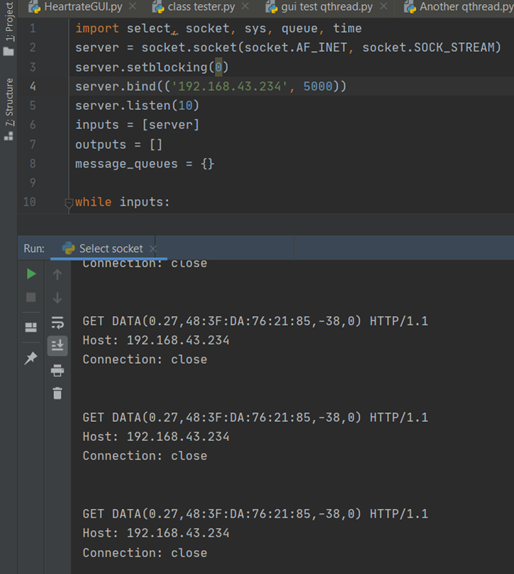 HeartrateGUI.py
class tester.py
gui test qthread.py
Another qthread.py
1: Project
7: Structure
1 import select, socket, sys, queue, time
2 server = socket.socket(socket.AF_INET, socket.SOCK_STREAM)
3 server.setblocking(0)
4 server.bind(('192.168.43.234', 5000))
5 server.listen(10)
6 inputs = [server]
7 outputs = []
8 message_queues = {}
9
10 while inputs:
Run: Select socket
Connection: close
GET DATA(0.27,48:3F:DA:76:21:85,-38,0) HTTP/1.1
Host: 192.168.43.234
Connection: close
GET DATA(0.27,48:3F:DA:76:21:85,-38,0) HTTP/1.1
Host: 192.168.43.234
Connection: close
GET DATA(0.27,48:3F:DA:76:21:85,-38,0) HTTP/1.1
Host: 192.168.43.234
Connection: close